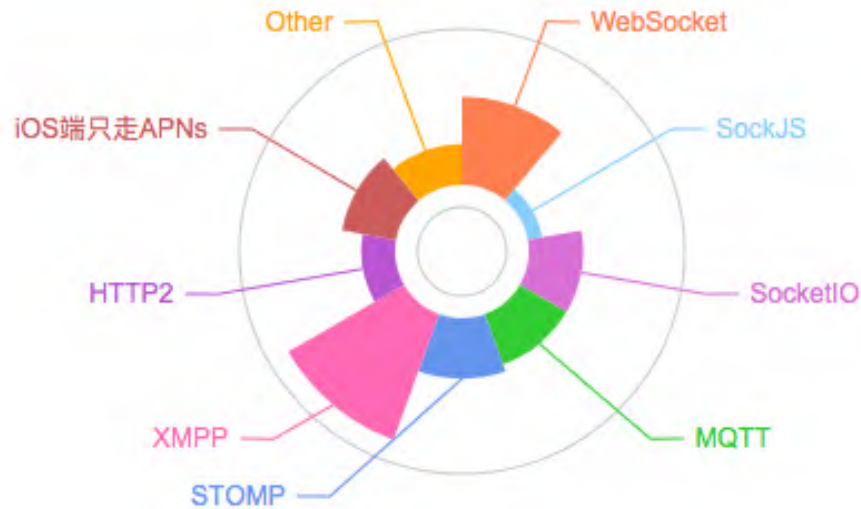 Other
WebSocket
iOS端只走APNs
SockJS
HTTP2
SocketIO
XMPP
MQTT
STOMP